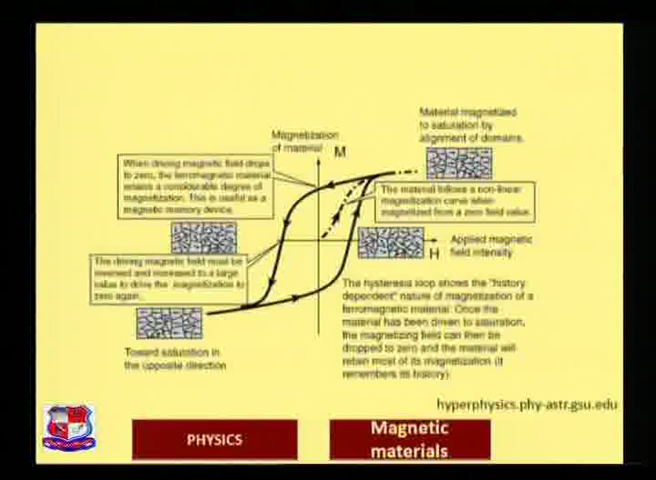 Material magnetized
to saturation by
alignment of domains.
Magnetization
of material
M
When driving magnetic field drops
to zero, the ferromagnetic material
retains a considerable degree of
magnetization. This is useful as a
magnetic memory device.
The material follows a non-linear
magnetization curve when
magnetized from a zero field value.
Applied magnetic
H field intensity
The driving magnetic field must be
reversed and increased to a large
value to drive the magnetization to
zero again.
The hysteresis loop shows the "history
dependent" nature of magnetization of a
ferromagnetic material. Once the
material has been driven to saturation,
the magnetizing field can then be
dropped to zero and the material will
retain most of its magnetization (it
remembers its history).
Toward saturation in
the opposite direction
hyperphysics.phy-astr.gsu.edu
PHYSICS
Magnetic
materials